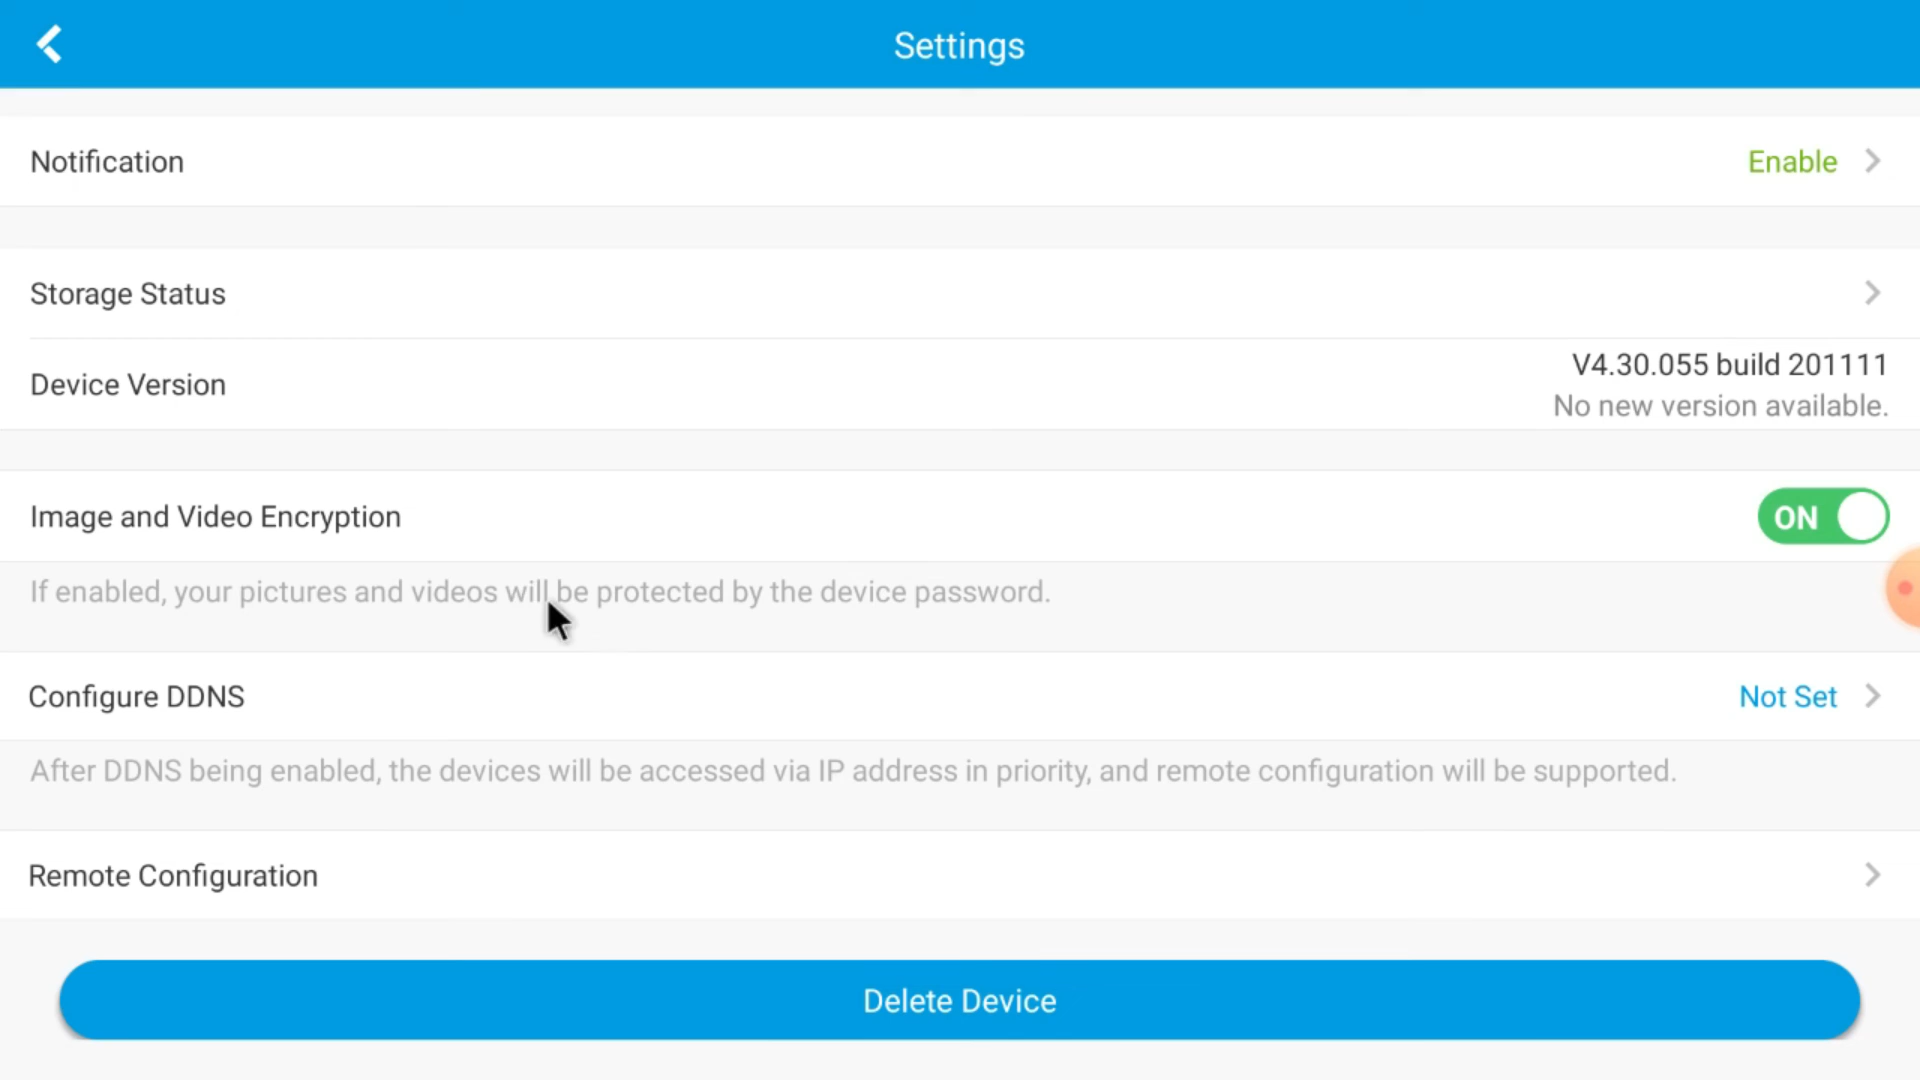 Settings
Notification
Enable
Storage Status
Device Version
V4.30.055 build 201111
No new version available.
Image and Video Encryption
ON
If enabled, your pictures and videos will be protected by the device password.
Configure DDNS
Not Set
After DDNS being enabled, the devices will be accessed via IP address in priority, and remote configuration will be supported.
Remote Configuration
Delete Device